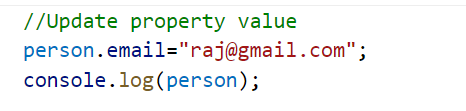 //Update property value
person.email="raj@gmail.com";
console.log(person);